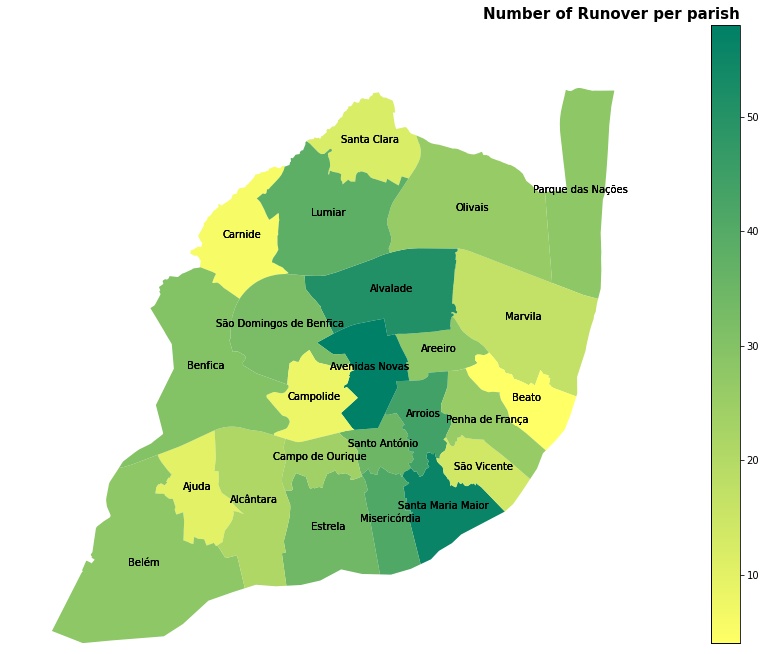 Number of Runover per parish
50
Santa Clara
Parque das Nações
Olivais
Lumiar
Carnide
40
Alvalade
Marvila
São Domingos de Benfica
30
Areeiro
Benfica
Avenidas Novas
Campolide
Beato
Arroios
Penha de França
Santo António
Campo de Ourique
20
São Vicente
Ajuda
Alcântara
Santa Maria Maior
Misericórdia
Estrela
Belém
10